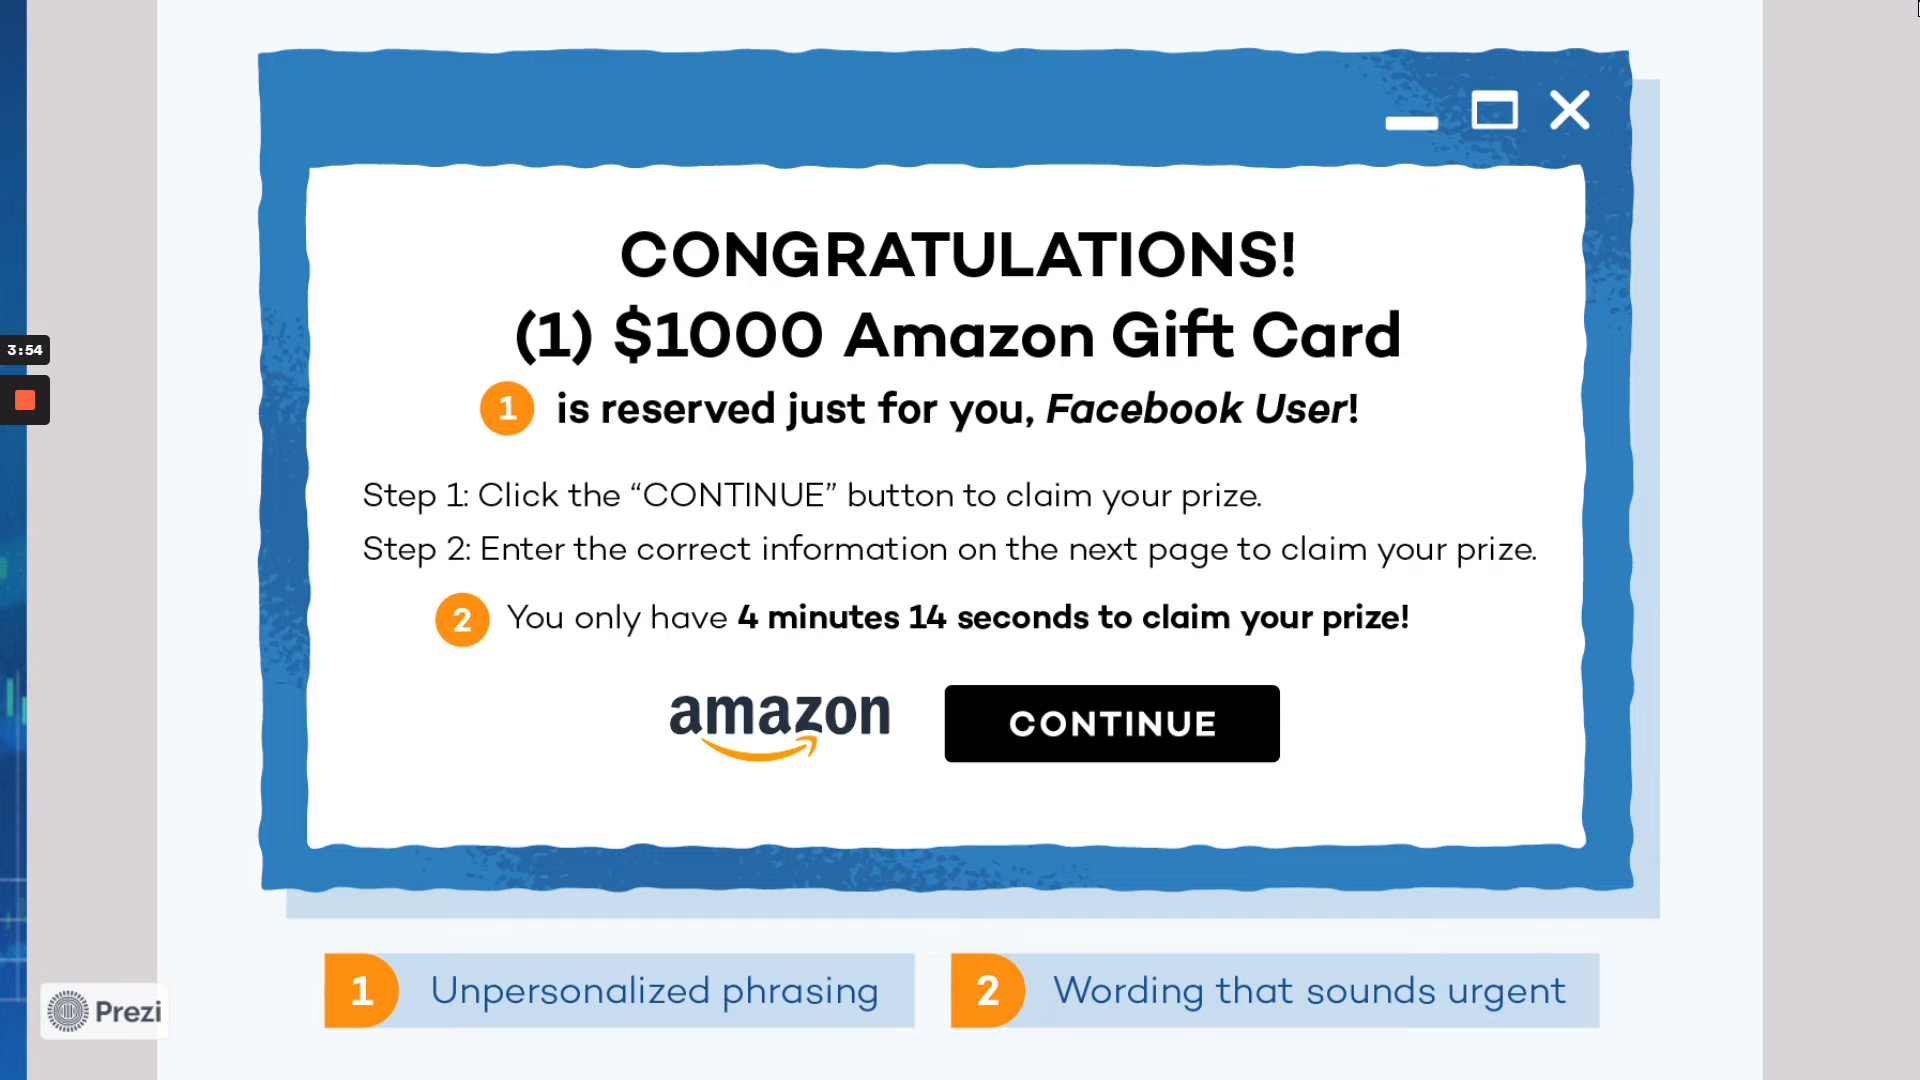 CONGRATULATIONS!
(1) $1000 Amazon Gift Card
1 is reserved just for you, Facebook User!
3:54
Step 1: Click the “CONTINUE” button to claim your prize.
Step 2: Enter the correct information on the next page to claim your prize.
2 You only have 4 minutes 14 seconds to claim your prize!
amazon CONTINUE
1 Unpersonalized phrasing
2 Wording that sounds urgent
Prezi